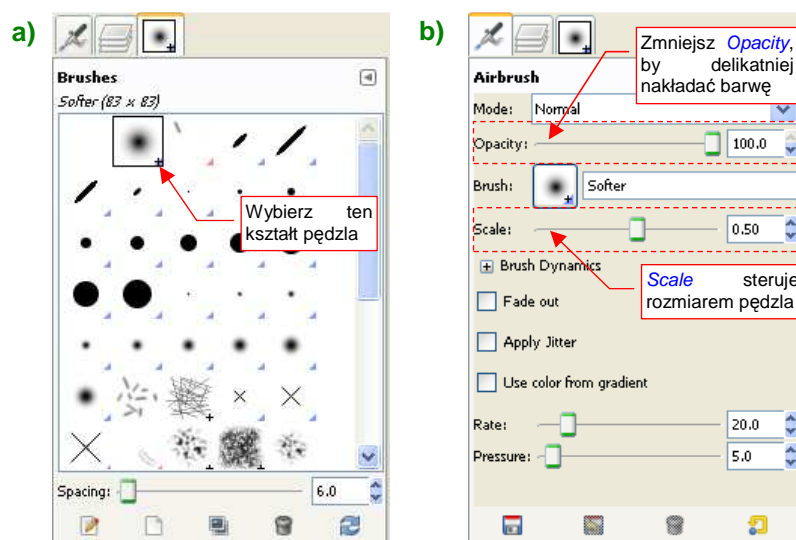 a)
Brushes
Softer (83 x 83)
Wybierz ten
kształt pędzla
Spacing:
6.0
b)
Zmniejsz Opacity,
by delikatniej
nakładać barwę
Airbrush
Mode: Normal
Opacity: 100.0
Brush: Softer
Scale: 0.50
Brush Dynamics
Scale steruje
rozmiarem pędzla
Fade out
Apply Jitter
Use color from gradient
Rate: 20.0
Pressure: 5.0